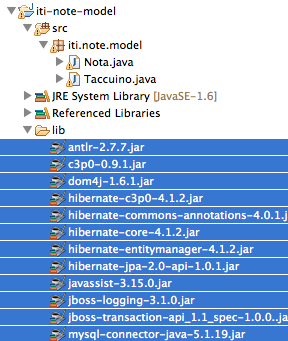 iti-note-model
src
iti.note.model
Nota.java
Taccuino.java
JRE System Library [JavaSE-1.6]
Referenced Libraries
lib
antlr-2.7.7.jar
c3p0-0.9.1.jar
dom4j-1.6.1.jar
hibernate-c3p0-4.1.2.jar
hibernate-commons-annotations-4.0.1.j
hibernate-core-4.1.2.jar
hibernate-entitymanager-4.1.2.jar
hibernate-jpa-2.0-api-1.0.1.jar
javassist-3.15.0.jar
jboss-logging-3.1.0.jar
jboss-transaction-api_1.1_spec-1.0.0..jar
mysql-connector-java-5.1.19.jar